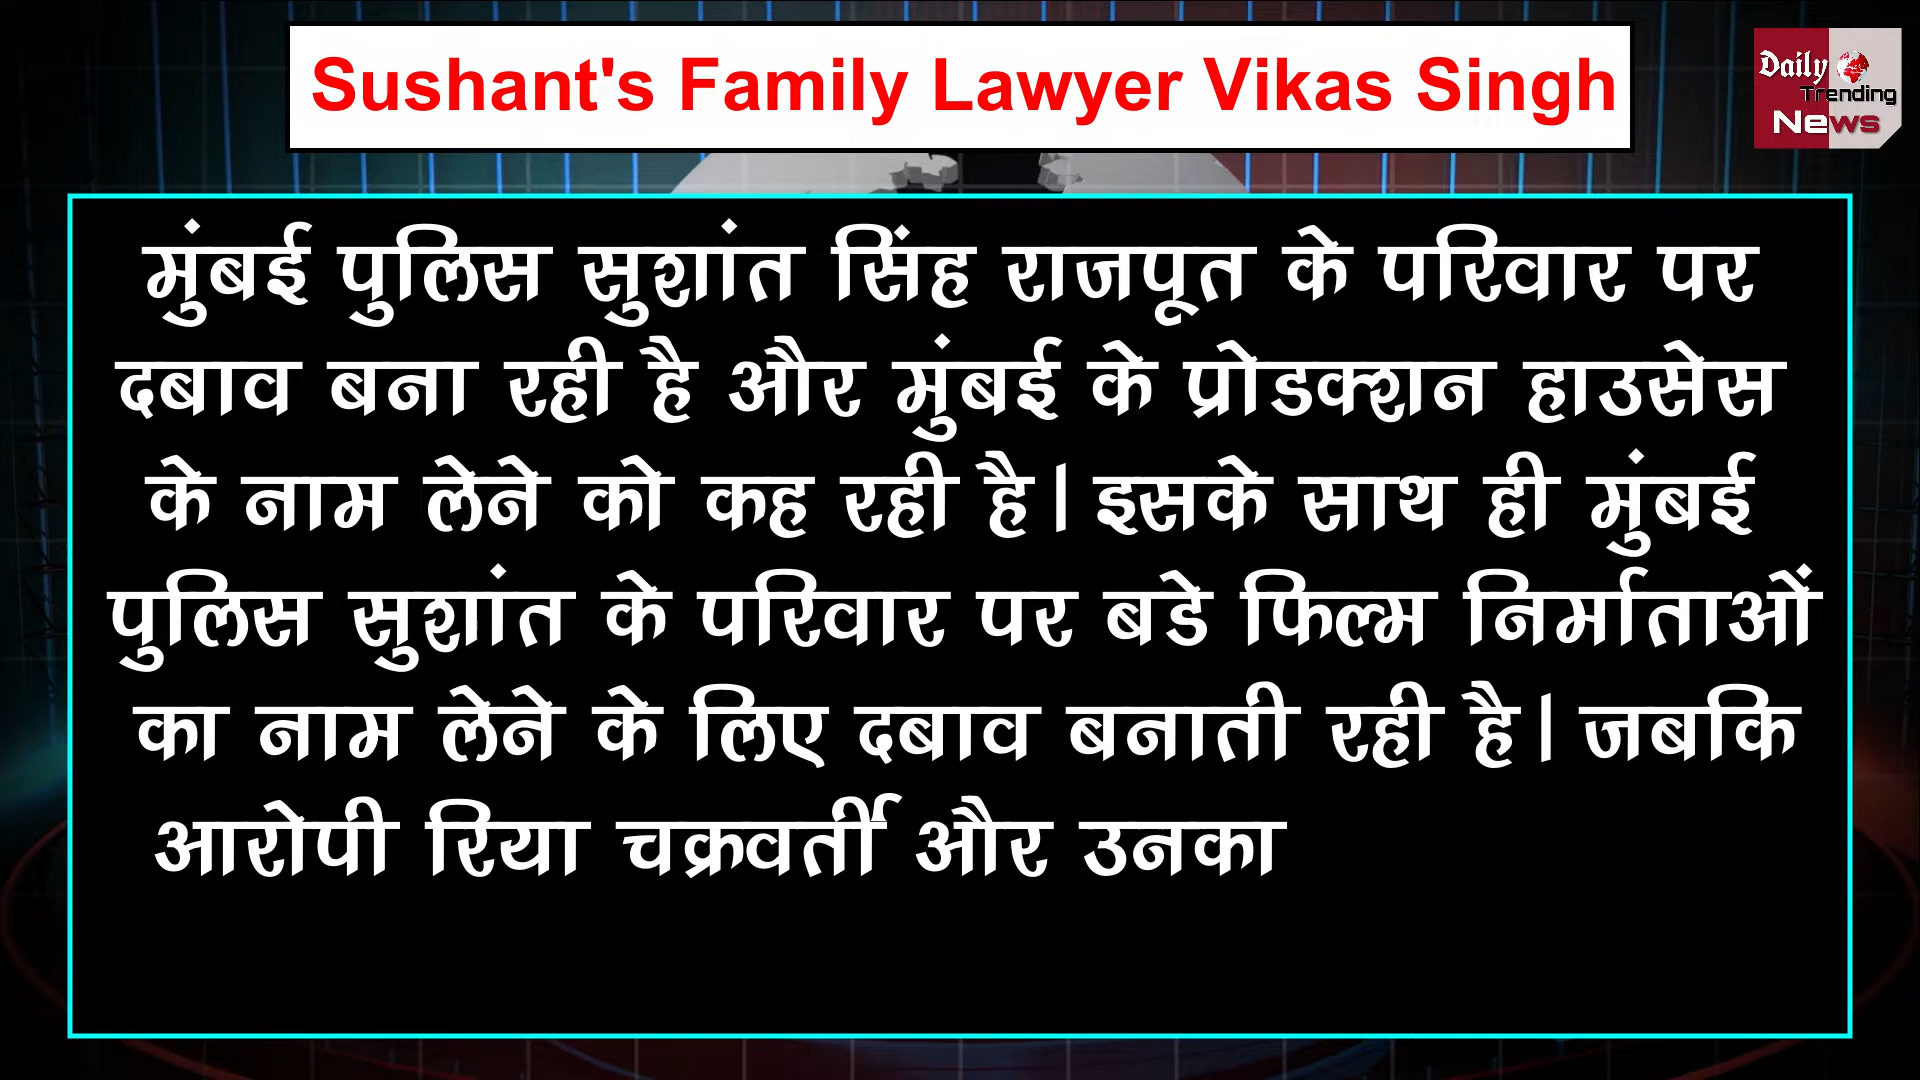 Sushant's Family Lawyer Vikas Singh
Daily
Trending
News
मुंबई पुलिस सुशांत सिंह राजपूत के परिवार पर
दबाव बना रही है और मुंबई के प्रोडक्शन हाउसेस
के नाम लेने को कह रही है। इसके साथ ही मुंबई
पुलिस सुशांत के परिवार पर बडे फिल्म निर्माताओं
का नाम लेने के लिए दबाव बनाती रही है। जबकि
आरोपी रिया चक्रवर्ती और उनका